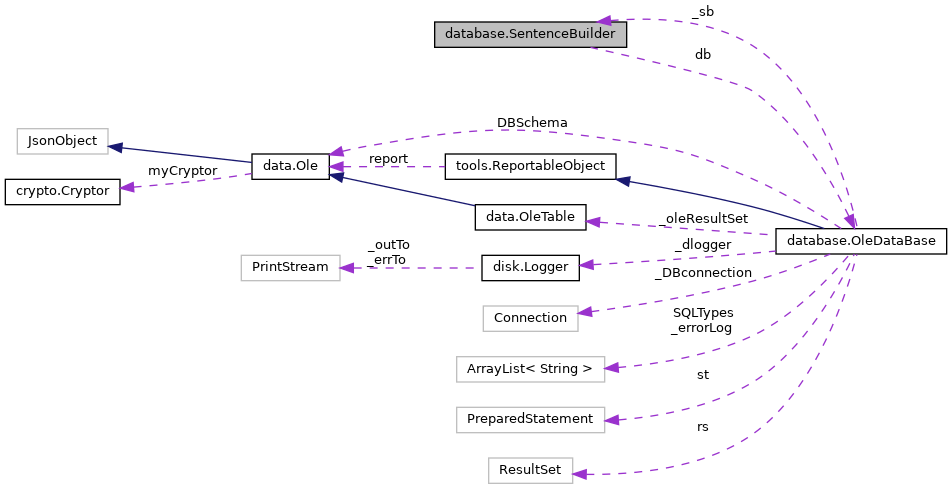 _sb
database.SentenceBuilder
db
DBSchema
JsonObject
report
data.Ole
tools.ReportableObject
myCryptor
crypto.Cryptor
data.OleTable
_oleResultSet
database.OleDataBase
_outTo
_errTo
_dlogger
PrintStream
disk.Logger
_DBconnection
Connection
SQLTypes
_errorLog
ArrayList< String >
st
PreparedStatement
rs
ResultSet